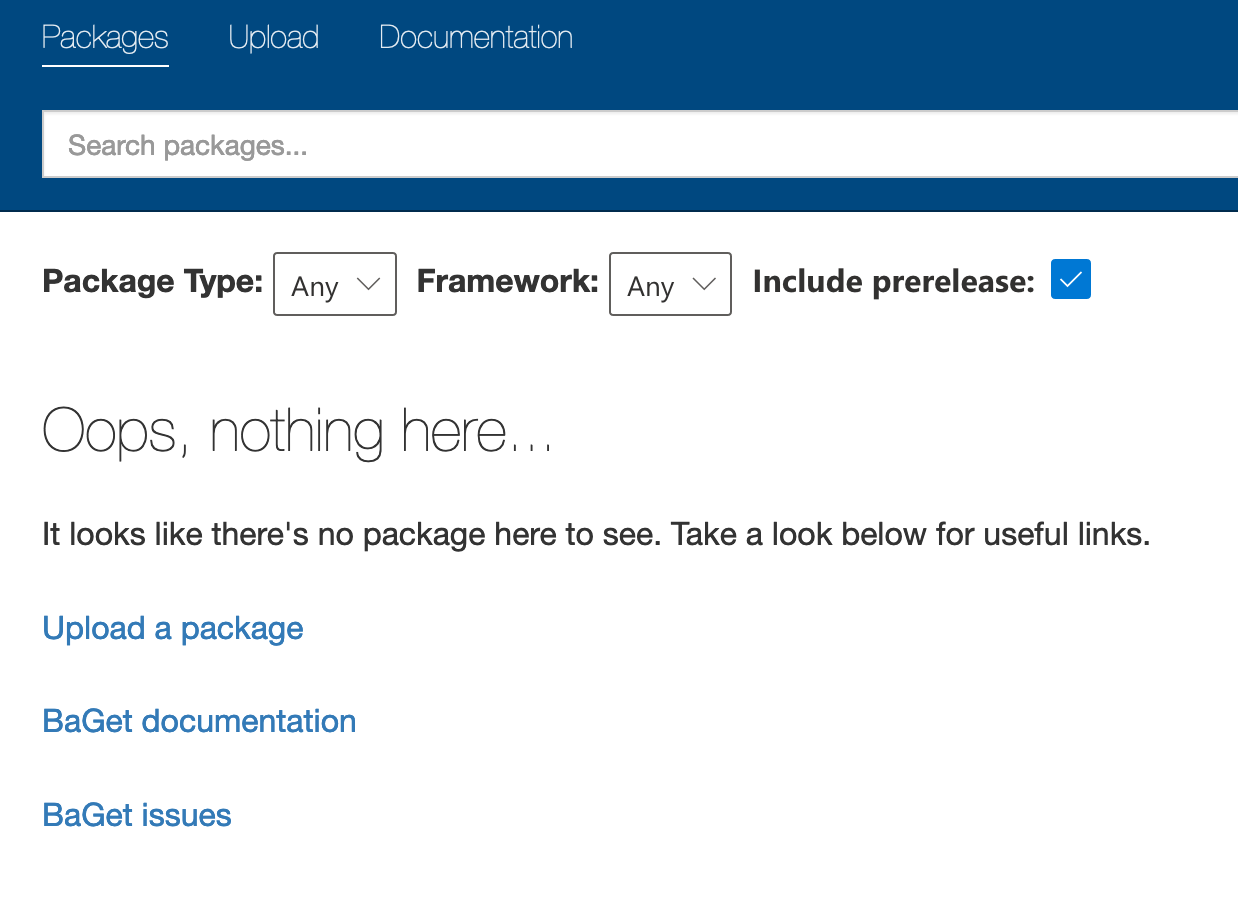 Packages Upload Documentation
Search packages...
Package Type: Any Framework: Any Include prerelease:
Oops, nothing here...
It looks like there's no package here to see. Take a look below for useful links.
Upload a package
BaGet documentation
BaGet issues